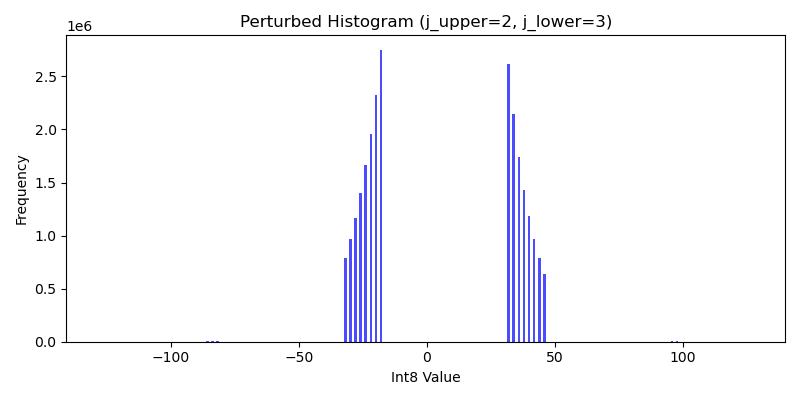 Perturbed Histogram (j_upper=2, j_lower=3)
1e6
2.5
2.0
1.5
1.0
0.5
0.0
Frequency
−100
−50
0
50
100
Int8 Value